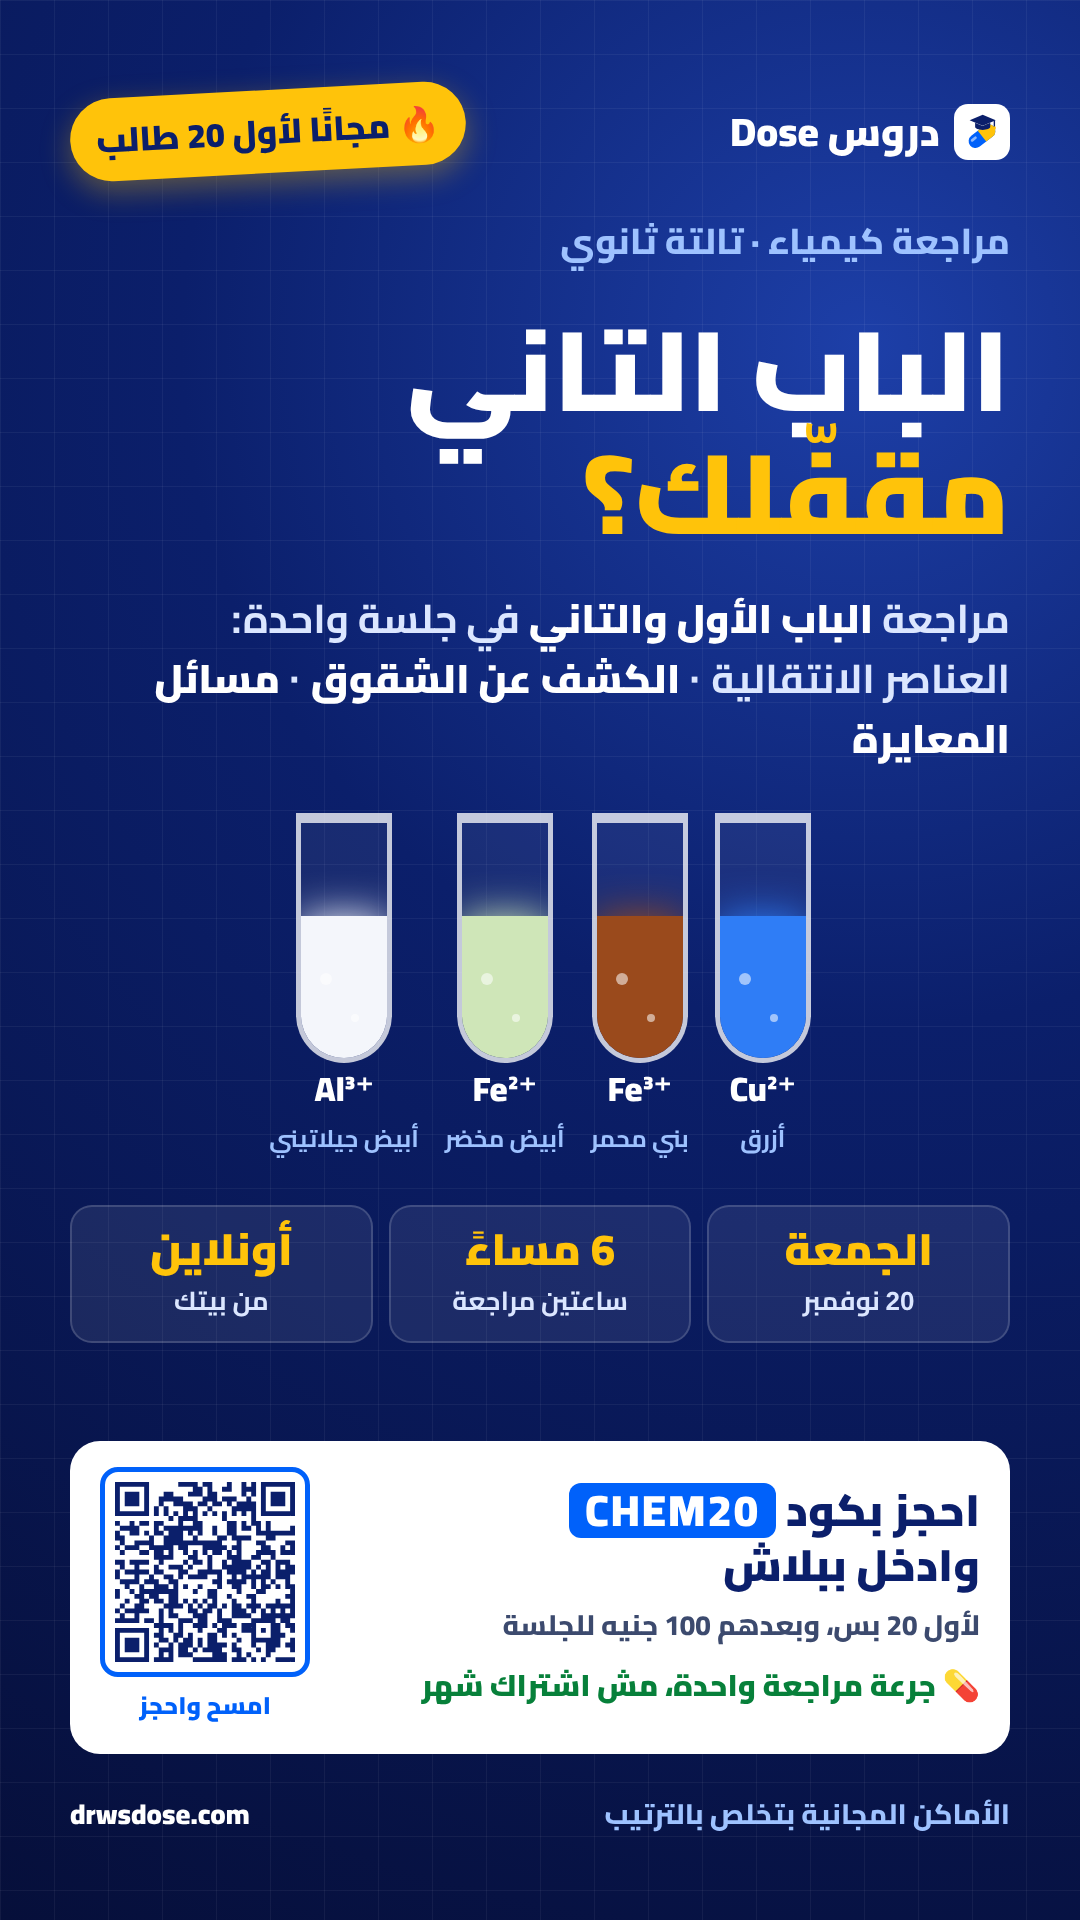 دروس Dose
🔥 مجانًا لأول 20 طالب
مراجعة كيمياء · تالتة ثانوي
الباب التاني
مقفّلك؟
مراجعة الباب الأول والتاني في جلسة واحدة:
العناصر الانتقالية · الكشف عن الشقوق · مسائل
المعايرة
Cu²⁺
أزرق
Fe³⁺
بني محمر
Fe²⁺
أبيض مخضر
Al³⁺
أبيض جيلاتيني
الجمعة
20 نوفمبر
6 مساءً
ساعتين مراجعة
أونلاين
من بيتك
احجز بكود CHEM20
وادخل ببلاش
لأول 20 بس، وبعدهم 100 جنيه للجلسة
💊 جرعة مراجعة واحدة، مش اشتراك شهر
امسح واحجز
الأماكن المجانية بتخلص بالترتيب
drwsdose.com